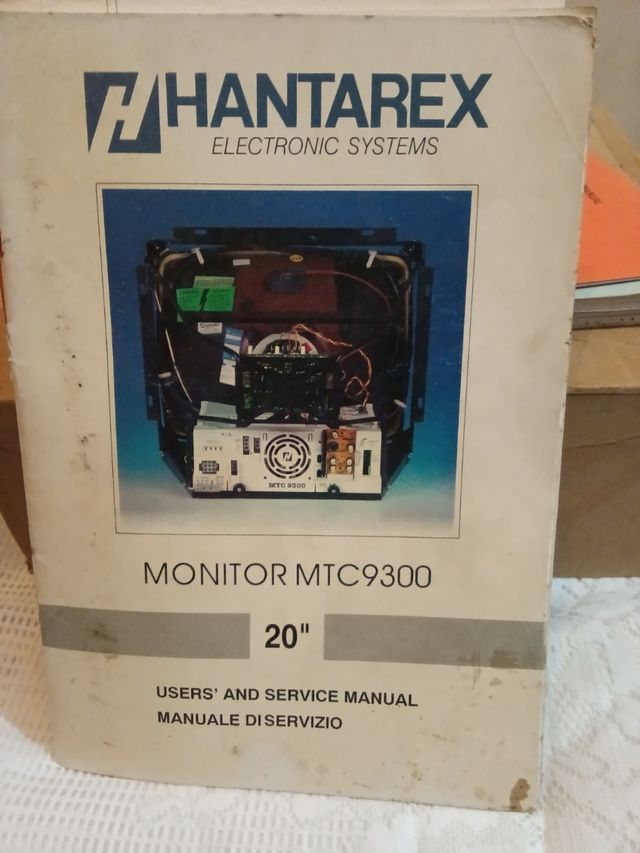 HANTAREX
ELECTRONIC SYSTEMS
MTC 9300
MONITOR MTC9300
20"
USERS' AND SERVICE MANUAL
MANUALE DI SERVIZIO